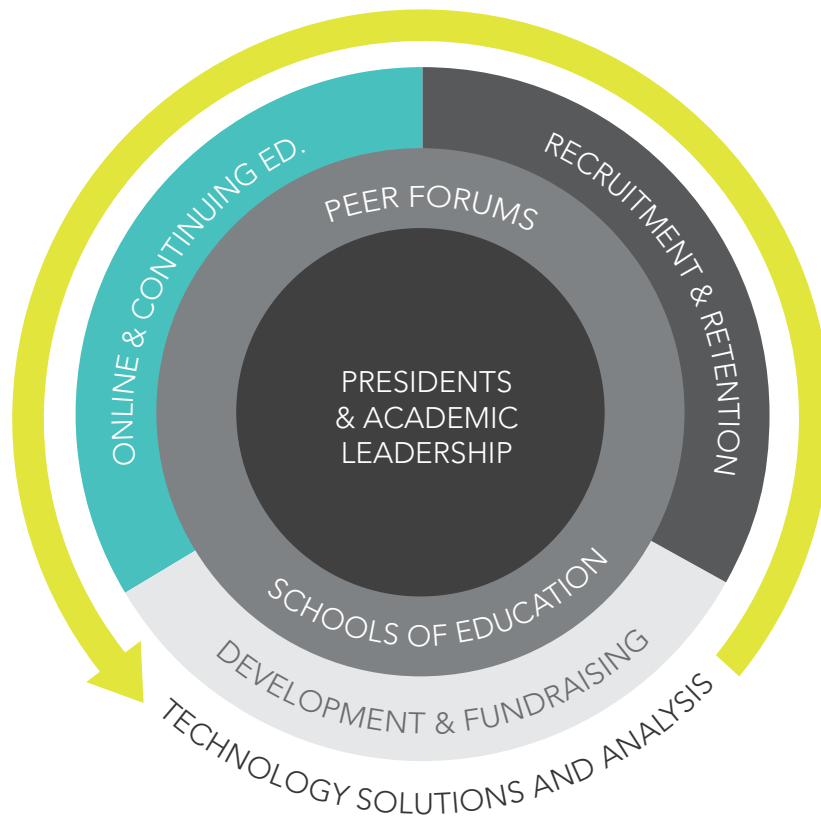 ONLINE & CONTINUING ED.
RECRUITMENT & RETENTION
PEER FORUMS
PRESIDENTS
& ACADEMIC
LEADERSHIP
SCHOOLS OF EDUCATION
DEVELOPMENT & FUNDRAISING
TECHNOLOGY SOLUTIONS AND ANALYSIS